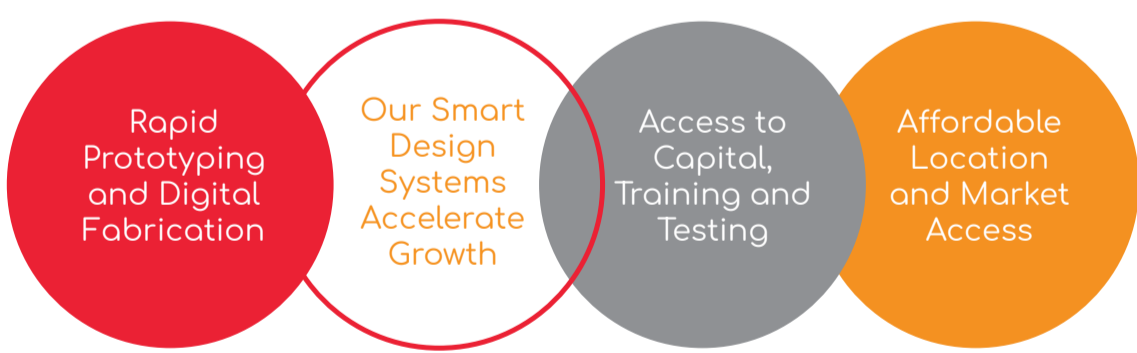 Rapid
Prototyping
and Digital
Fabrication
Our Smart
Design
Systems
Accelerate
Growth
Access to
Capital,
Training and
Testing
Affordable
Location
and Market
Access